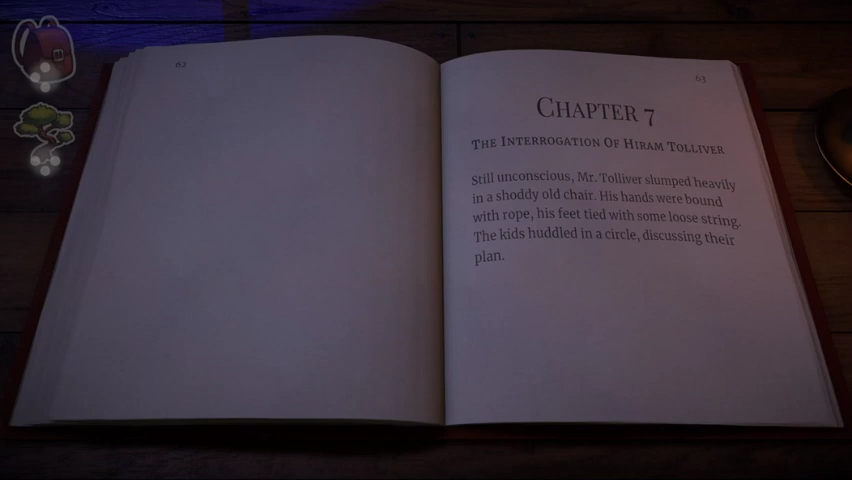 62
63
Chapter 7
The Interrogation Of Hiram Tolliver
Still unconscious, Mr. Tolliver slumped heavily
in a shoddy old chair. His hands were bound
with rope, his feet tied with some loose string.
The kids huddled in a circle, discussing their
plan.